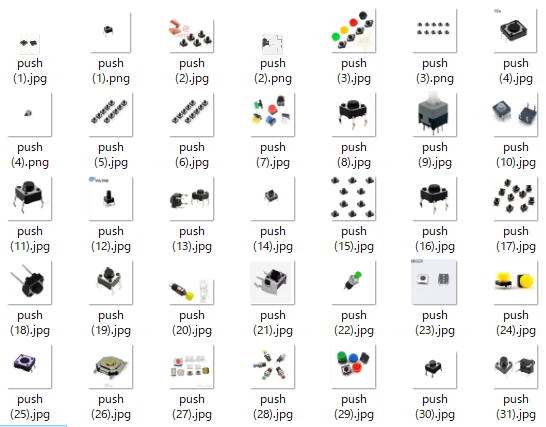 push (1).jpg
push (1).png
push (2).jpg
push (2).png
push (3).jpg
push (3).png
push (4).jpg
push (4).png
push (5).jpg
push (6).jpg
push (7).jpg
push (8).jpg
push (9).jpg
push (10).jpg
push (11).jpg
push (12).jpg
push (13).jpg
push (14).jpg
push (15).jpg
push (16).jpg
push (17).jpg
push (18).jpg
push (19).jpg
push (20).jpg
push (21).jpg
push (22).jpg
push (23).jpg
push (24).jpg
push (25).jpg
push (26).jpg
push (27).jpg
push (28).jpg
push (29).jpg
push (30).jpg
push (31).jpg